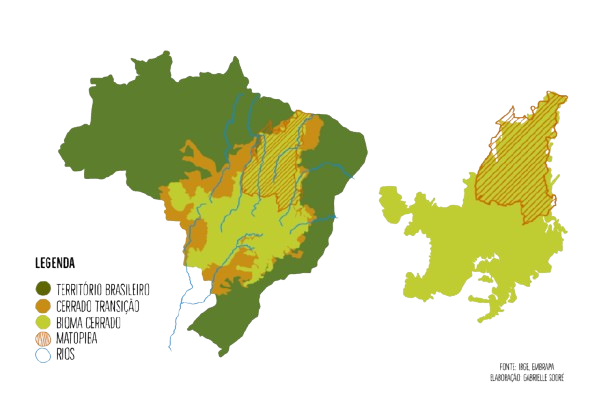 LEGENDA
TERRITÓRIO BRASILEIRO
CERRADO TRANSIÇÃO
BIOMA CERRADO
MATOPIBA
RIOS
FONTE: IBGE, EMBRAPA
ELABORAÇÃO: GABRIELLE SODRÉ